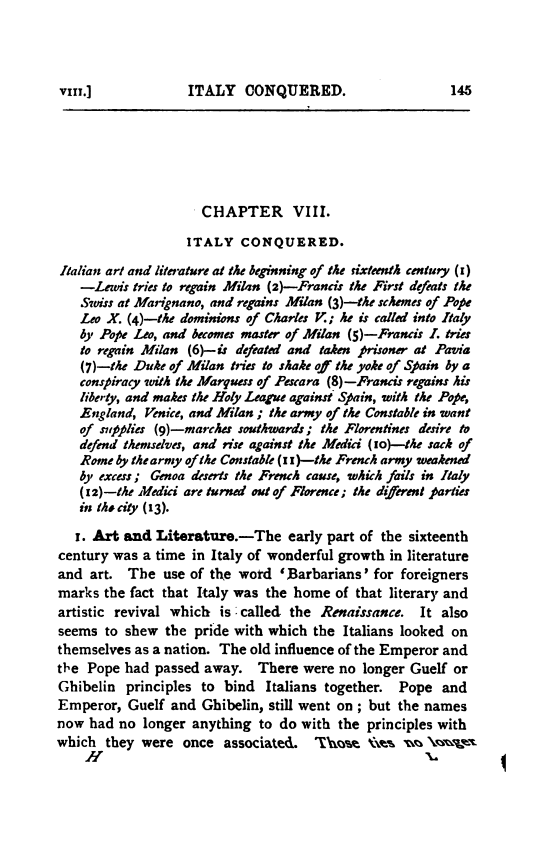 VIII.] ITALY CONQUERED. 145
CHAPTER VIII.
ITALY CONQUERED.
Italian art and literature at the beginning of the sixteenth century (1)
—Lewis tries to regain Milan (2)—Francis the First defeats the
Swiss at Marignano, and regains Milan (3)—the schemes of Pope
Leo X. (4)—the dominions of Charles V.; he is called into Italy
by Pope Leo, and becomes master of Milan (5)—Francis I. tries
to regain Milan (6)—is defeated and taken prisoner at Pavia
(7)—the Duke of Milan tries to shake off the yoke of Spain by a
conspiracy with the Marquess of Pescara (8)—Francis regains his
liberty, and makes the Holy League against Spain, with the Pope,
England, Venice, and Milan; the army of the Constable in want
of supplies (9)—marches southwards; the Florentines desire to
defend themselves, and rise against the Medici (10)—the sack of
Rome by the army of the Constable (11)—the French army weakened
by excess; Genoa deserts the French cause, which fails in Italy
(12)—the Medici are turned out of Florence; the different parties
in the city (13).
1. Art and Literature.—The early part of the sixteenth
century was a time in Italy of wonderful growth in literature
and art. The use of the word ‘Barbarians’ for foreigners
marks the fact that Italy was the home of that literary and
artistic revival which is called the Renaissance. It also
seems to shew the pride with which the Italians looked on
themselves as a nation. The old influence of the Emperor and
the Pope had passed away. There were no longer Guelf or
Ghibelin principles to bind Italians together. Pope and
Emperor, Guelf and Ghibelin, still went on; but the names
now had no longer anything to do with the principles with
which they were once associated. Those ties no longer
H L